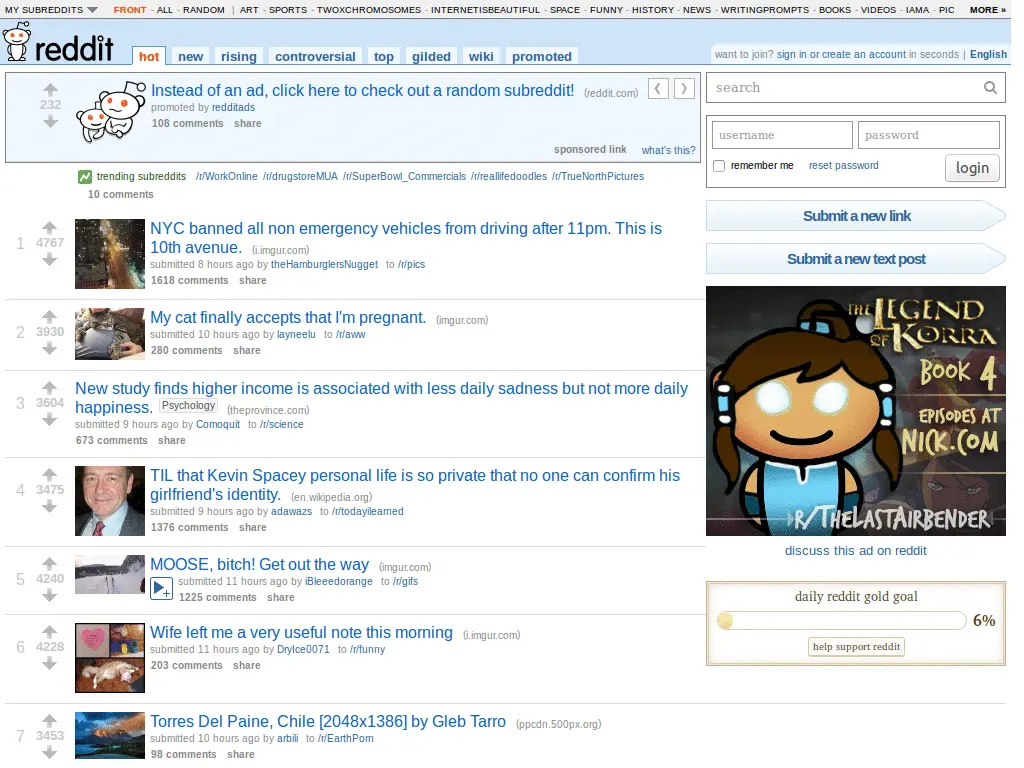 MY SUBREDDITS FRONT - ALL - RANDOM | ART - SPORTS - TWOXCHROMOSOMES - INTERNETISBEAUTIFUL - SPACE - FUNNY - HISTORY - NEWS - WRITINGPROMPTS - BOOKS - VIDEOS - IAMA - PIC MORE »
reddit hot new rising controversial top gilded wiki promoted
want to join? sign in or create an account in seconds | English
232
Instead of an ad, click here to check out a random subreddit! (reddit.com)
promoted by redditads
108 comments share
sponsored link what's this?
trending subreddits /r/WorkOnline /r/drugstoreMUA /r/SuperBowl_Commercials /r/reallifedoodles /r/TrueNorthPictures
10 comments
1 4767
NYC banned all non emergency vehicles from driving after 11pm. This is
10th avenue. (i.imgur.com)
submitted 8 hours ago by theHamburglersNugget to /r/pics
1618 comments share
2 3930
My cat finally accepts that I'm pregnant. (imgur.com)
submitted 10 hours ago by layneelu to /r/aww
280 comments share
3 3604
New study finds higher income is associated with less daily sadness but not more daily
happiness. Psychology (theprovince.com)
submitted 9 hours ago by Comoquit to /r/science
673 comments share
4 3475
TIL that Kevin Spacey personal life is so private that no one can confirm his
girlfriend's identity. (en.wikipedia.org)
submitted 9 hours ago by adawazs to /r/todayilearned
1376 comments share
5 4240
MOOSE, bitch! Get out the way (imgur.com)
submitted 11 hours ago by iBleeedorange to /r/gifs
1225 comments share
6 4228
Wife left me a very useful note this morning (i.imgur.com)
submitted 11 hours ago by DryIce0071 to /r/funny
203 comments share
7 3453
Torres Del Paine, Chile [2048x1386] by Gleb Tarro (ppcdn.500px.org)
submitted 10 hours ago by arbili to /r/EarthPorn
98 comments share
search
username password
remember me reset password login
Submit a new link
Submit a new text post
THE LEGEND
OF KORRA
BOOK 4
EPISODES AT
NICK.COM
R/THELASTAIRBENDER
discuss this ad on reddit
daily reddit gold goal
6%
help support reddit